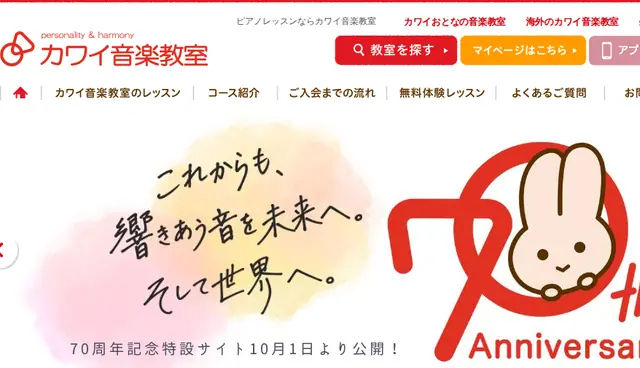 ピアノレッスンならカワイ音楽教室
カワイおとなの音楽教室
海外のカワイ音楽教室
personality & harmony
カワイ音楽教室
教室を探す
マイページはこちら
アプ
カワイ音楽教室のレッスン
コース紹介
ご入会までの流れ
無料体験レッスン
よくあるご質問
お問
これからも、
響きあう音を未来へ。
そして世界へ。
70th
Anniversar
70周年記念特設サイト10月1日より公開!